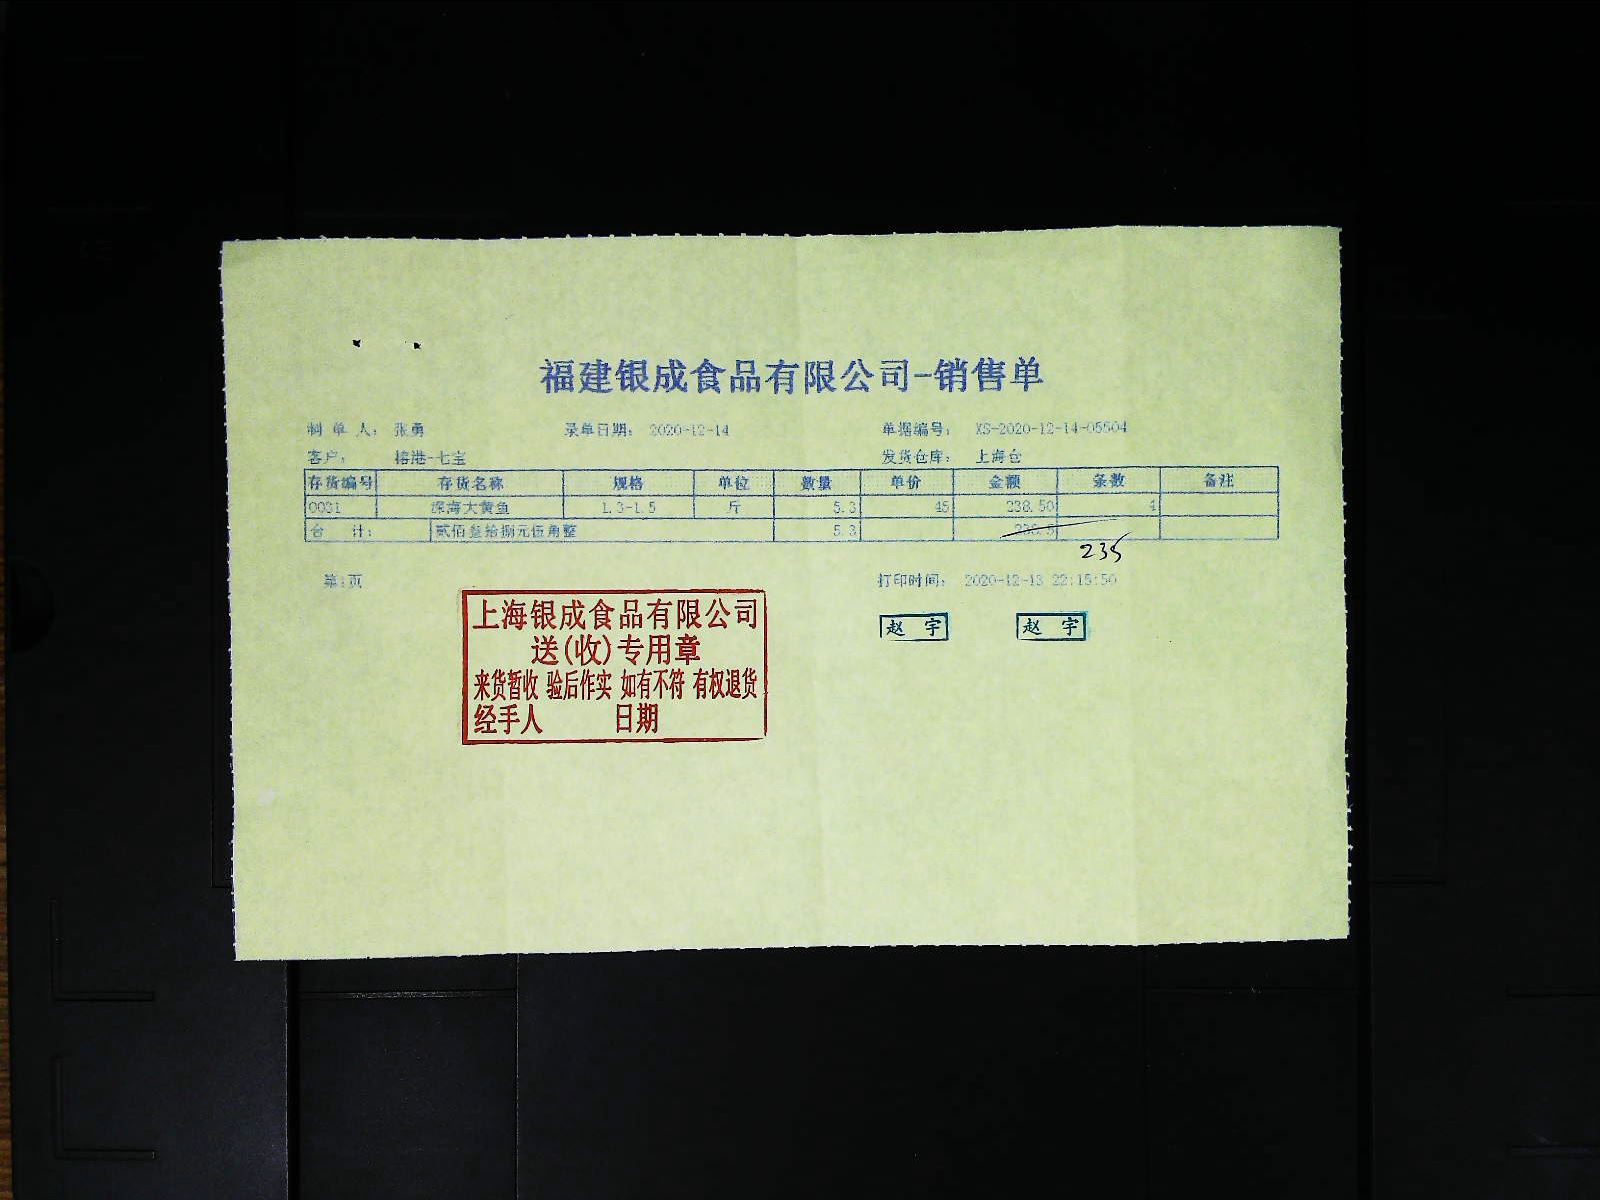 福建银成食品有限公司-销售单
制 单 人： 张勇 录单日期： 2020-12-14 单据编号： XS-2020-12-14-05504
客户： 榕港-七宝 发货仓库： 上海仓
存货编号 存货名称 规格 单位 数量 单价 金额 条数 备注
0031 深海大黄鱼 1.3-1.5 斤 5.3 45 238.50 4
合 计： 贰佰叁拾捌元伍角整 5.3 238.5
235
第1页 打印时间： 2020-12-13 22:15:50
上海银成食品有限公司
送(收)专用章
来货暂收 验后作实 如有不符 有权退货
经手人 日期
赵 宇 赵 宇